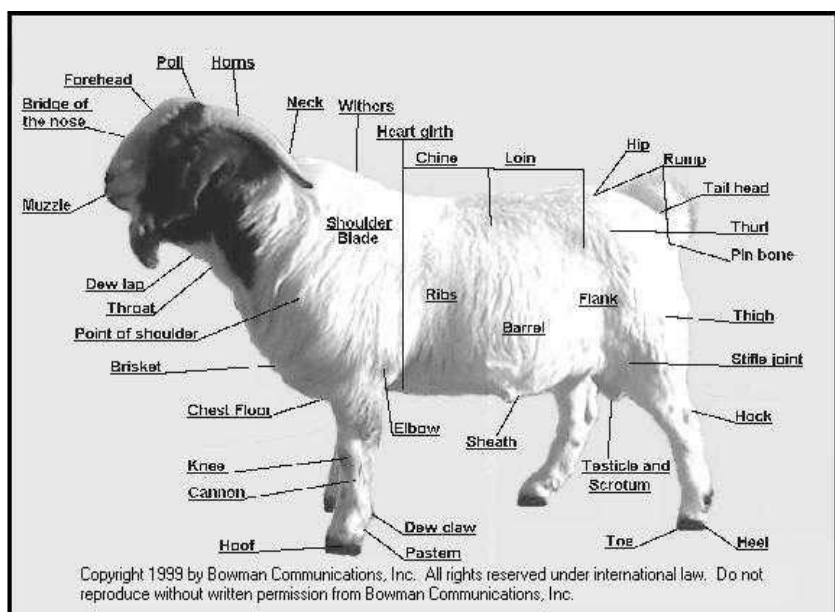 Poll
Horns
Forehead
Bridge of
the nose
Neck
Withers
Heart girth
Chine
Loin
Hip
Rump
Tail head
Muzzle
Shoulder
Blade
Thurl
Pin bone
Dew lap
Throat
Ribs
Flank
Point of shoulder
Barrel
Thigh
Brisket
Stifle joint
Chest Floor
Elbow
Sheath
Hock
Knee
Cannon
Testicle and
Scrotum
Dew claw
Hoof
Pastern
Toe
Heel
Copyright 1999 by Bowman Communications, Inc. All rights reserved under international law. Do not
reproduce without written permission from Bowman Communications, Inc.